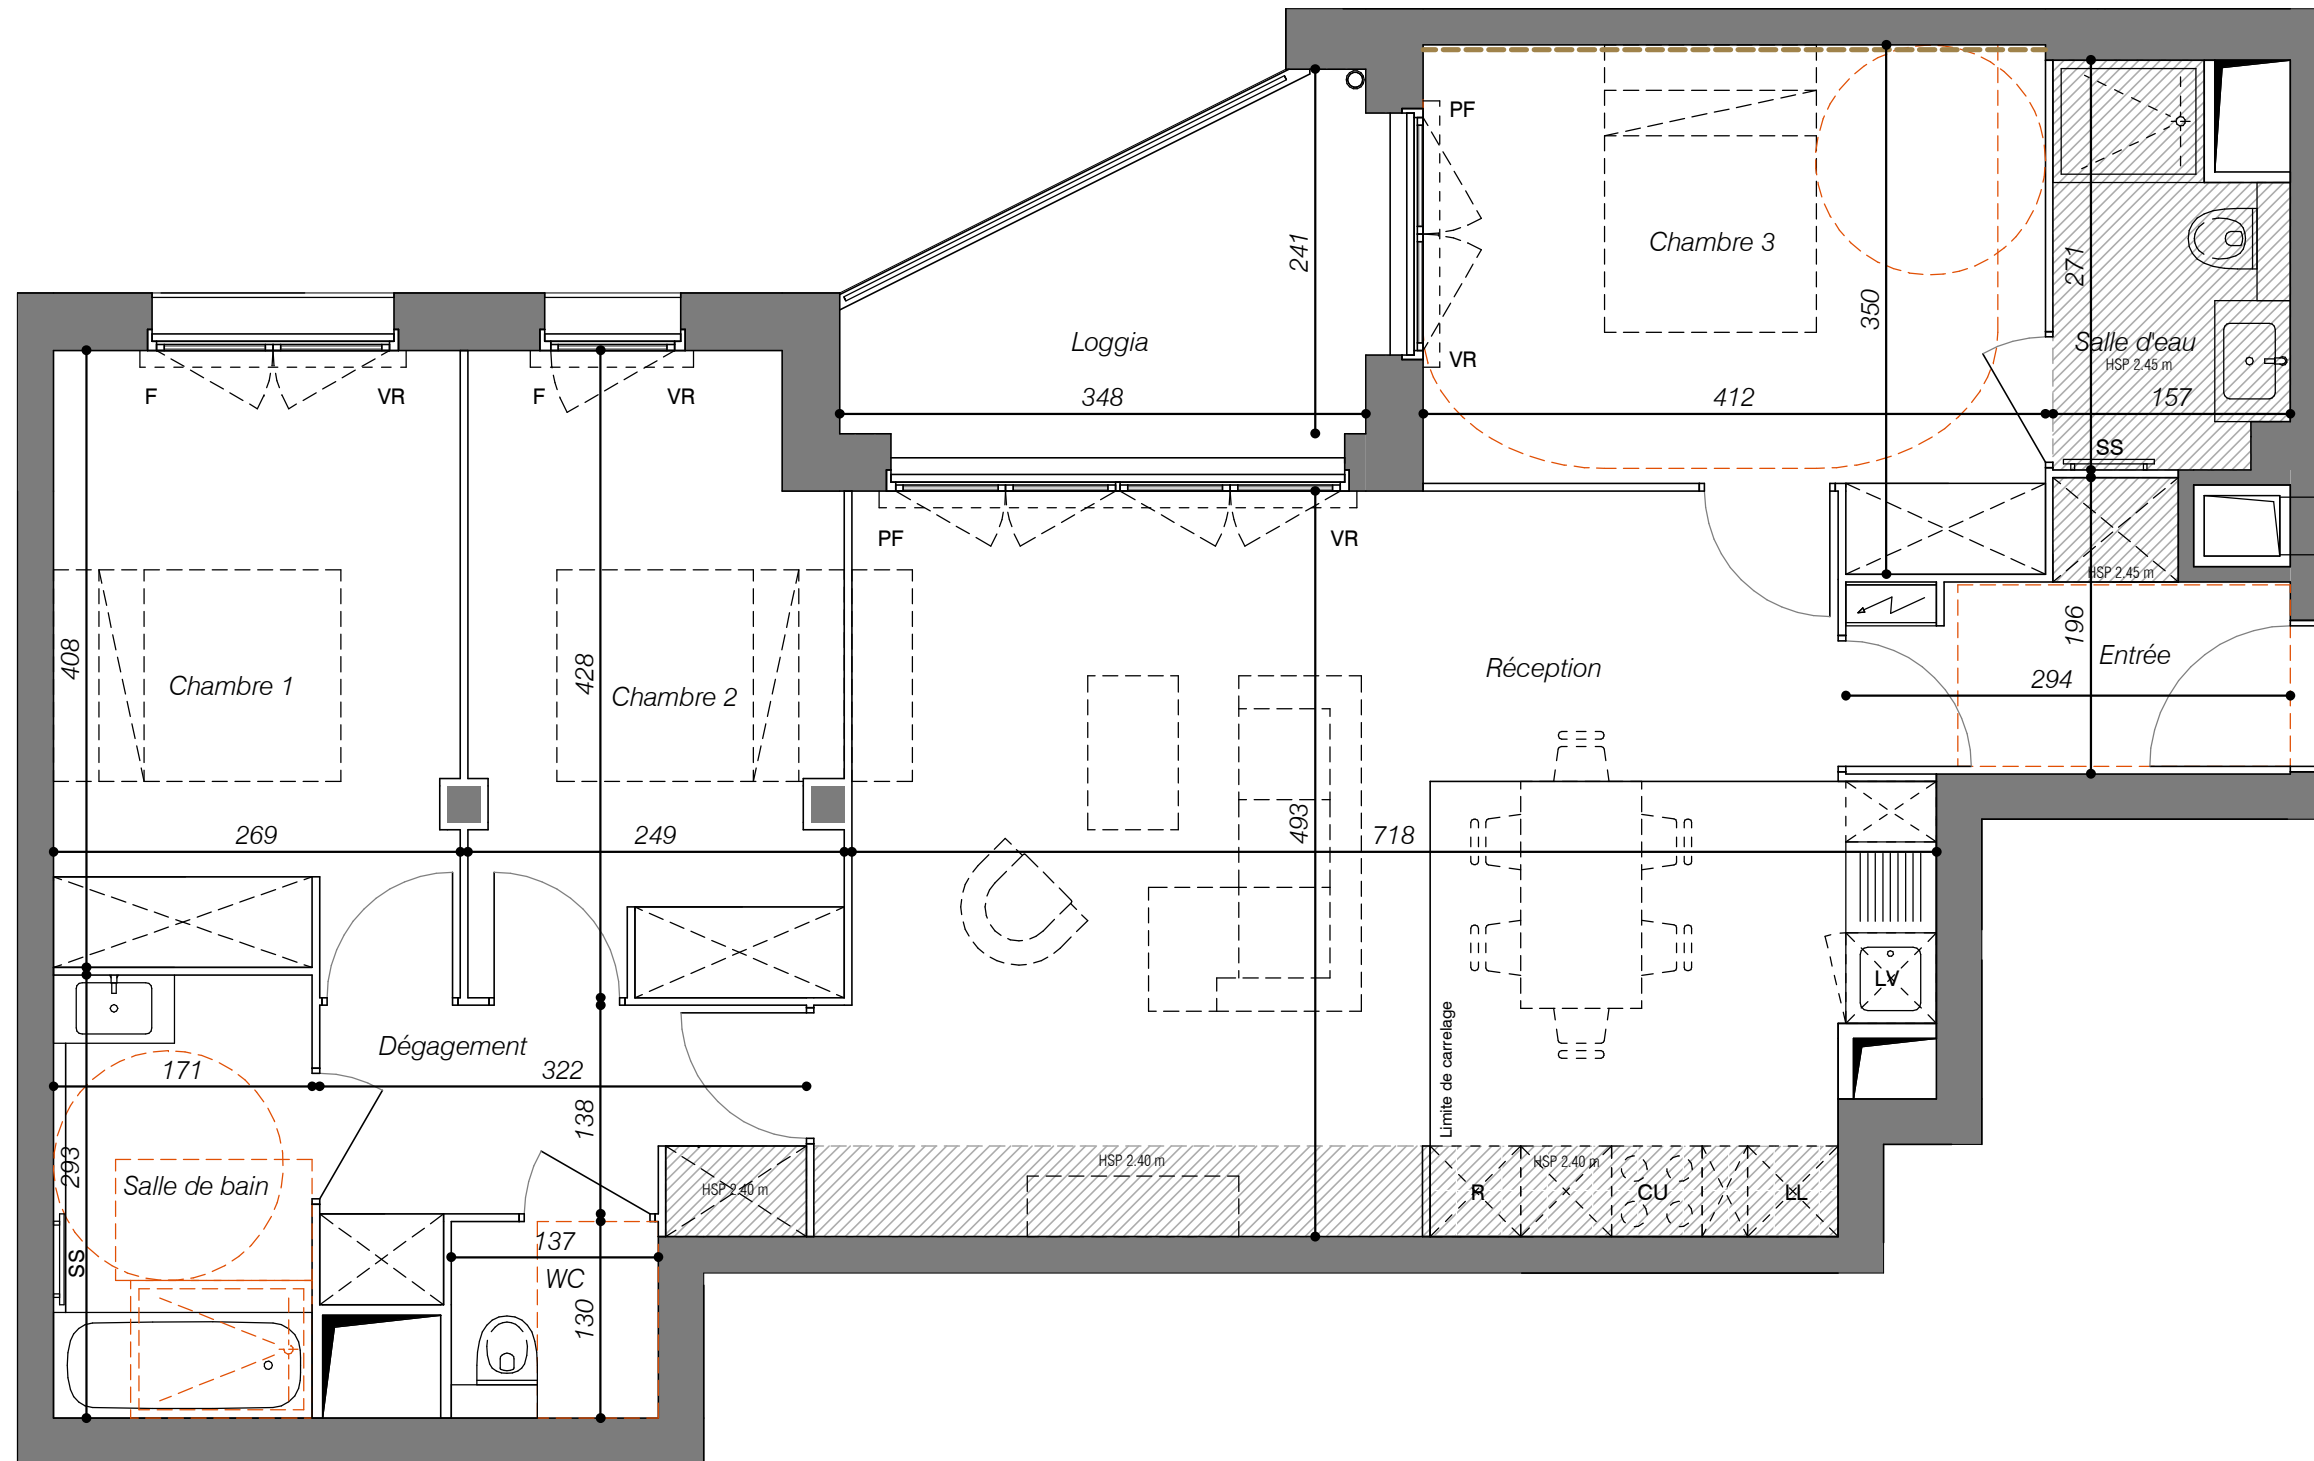 PF
Chambre 3
241
271
350
Loggia
Salle d'eau
HSP 2.45 m
VR
F
VR
F
VR
348
412
157
SS
PF
VR
HSP 2.45 m
196
Entrée
408
428
Réception
294
Chambre 1
Chambre 2
269
249
493
718
LV
Limite de carrelage
Dégagement
171
322
138
293
Salle de bain
HSP 2.40 m
HSP 2.40 m
HSP 2.40 m
R
CU
LL
SS
137
WC
130